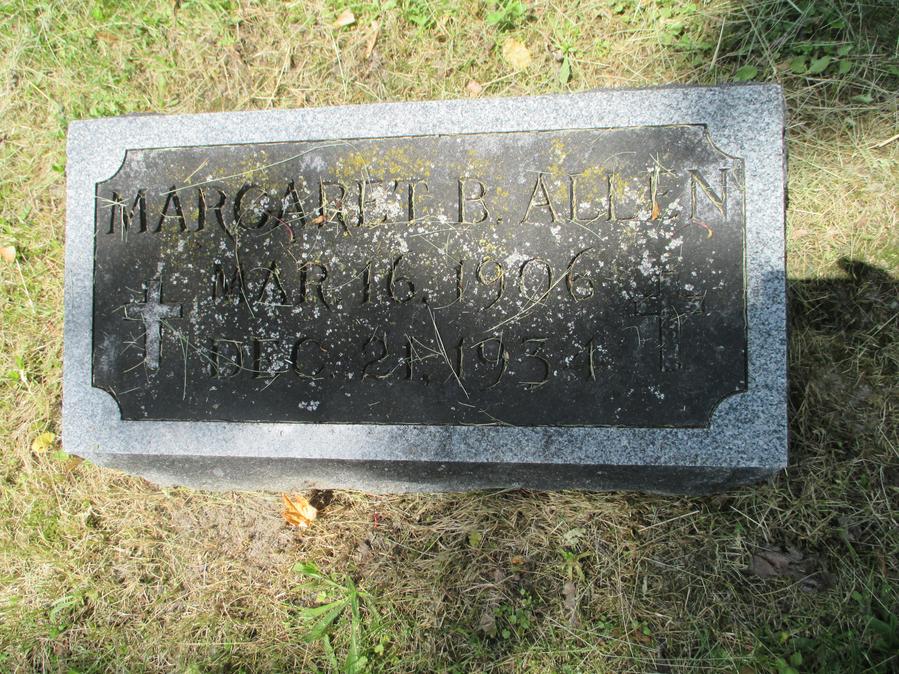 MARGARET B. ALLEN
MAR. 16, 1906
DEC. 21, 1934